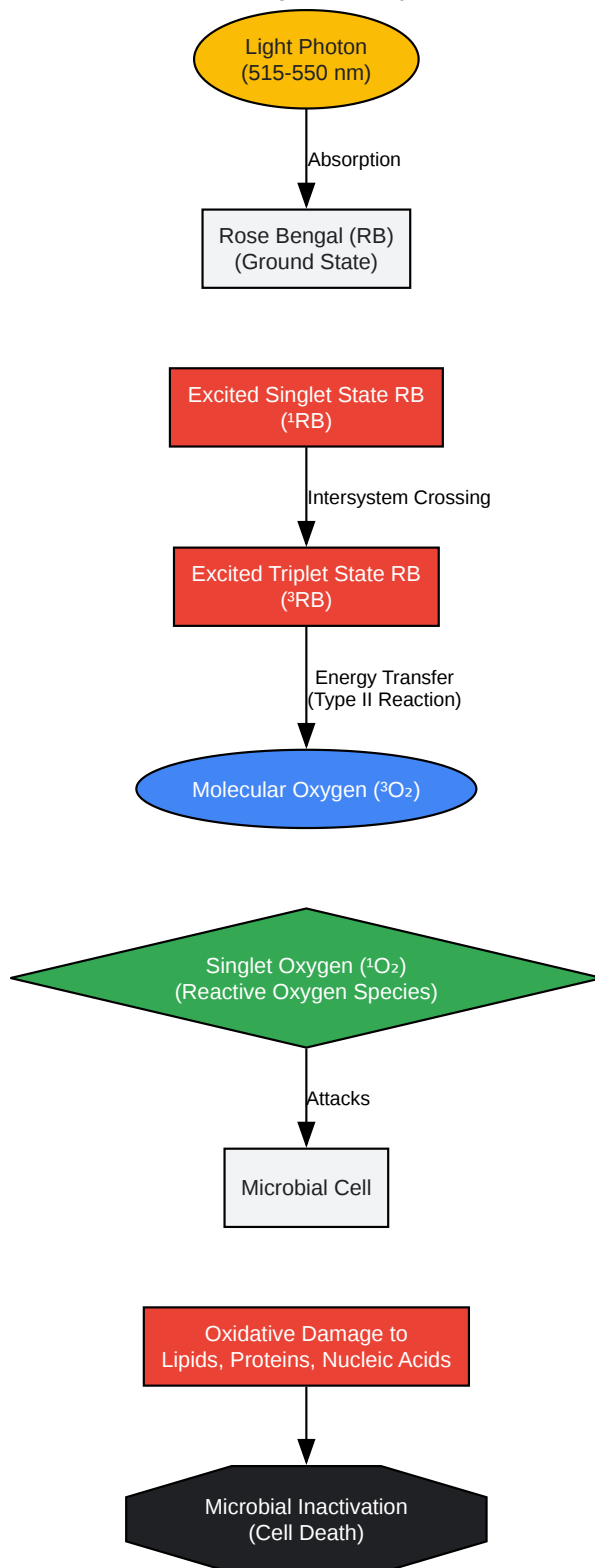 Light Photon
(515-550 nm)
Absorption
Rose Bengal (RB)
(Ground State)
Excited Singlet State RB
(¹RB)
Intersystem Crossing
Excited Triplet State RB
(³RB)
Energy Transfer
(Type II Reaction)
Molecular Oxygen (³O₂)
Singlet Oxygen (¹O₂)
(Reactive Oxygen Species)
Attacks
Microbial Cell
Oxidative Damage to
Lipids, Proteins, Nucleic Acids
Microbial Inactivation
(Cell Death)